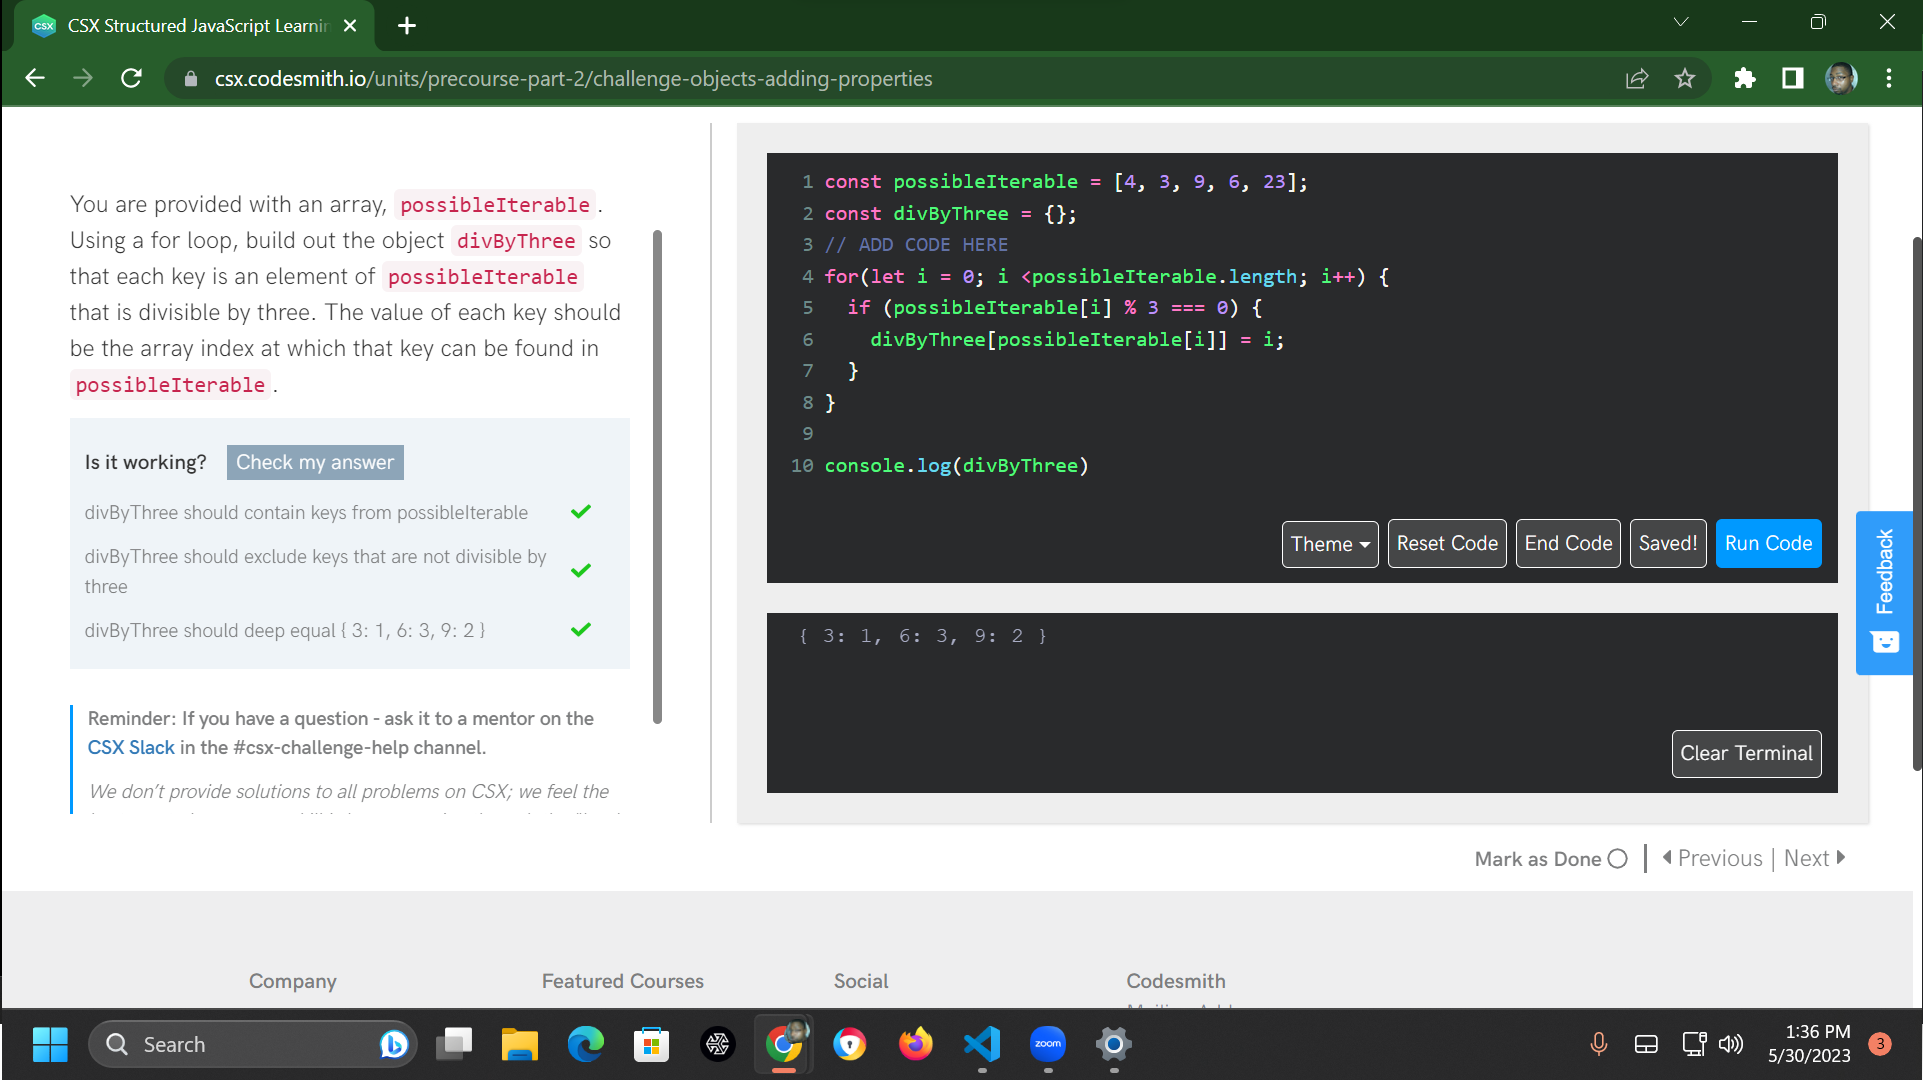 CSX Structured JavaScript Learnin
csx.codesmith.io/units/precourse-part-2/challenge-objects-adding-properties
You are provided with an array, possibleIterable.
Using a for loop, build out the object divByThree so
that each key is an element of possibleIterable
that is divisible by three. The value of each key should
be the array index at which that key can be found in
possibleIterable.
Is it working? Check my answer
divByThree should contain keys from possibleIterable
divByThree should exclude keys that are not divisible by
three
divByThree should deep equal { 3: 1, 6: 3, 9: 2 }
Reminder: If you have a question - ask it to a mentor on the
CSX Slack in the #csx-challenge-help channel.
We don't provide solutions to all problems on CSX; we feel the
1 const possibleIterable = [4, 3, 9, 6, 23];
2 const divByThree = {};
3 // ADD CODE HERE
4 for(let i = 0; i <possibleIterable.length; i++) {
5 if (possibleIterable[i] % 3 === 0) {
6 divByThree[possibleIterable[i]] = i;
7 }
8 }
9
10 console.log(divByThree)
Theme Reset Code End Code Saved! Run Code
{ 3: 1, 6: 3, 9: 2 }
Clear Terminal
Feedback
Mark as Done | Previous | Next
Company Featured Courses Social Codesmith
Search
zoom
1:36 PM
5/30/2023
3